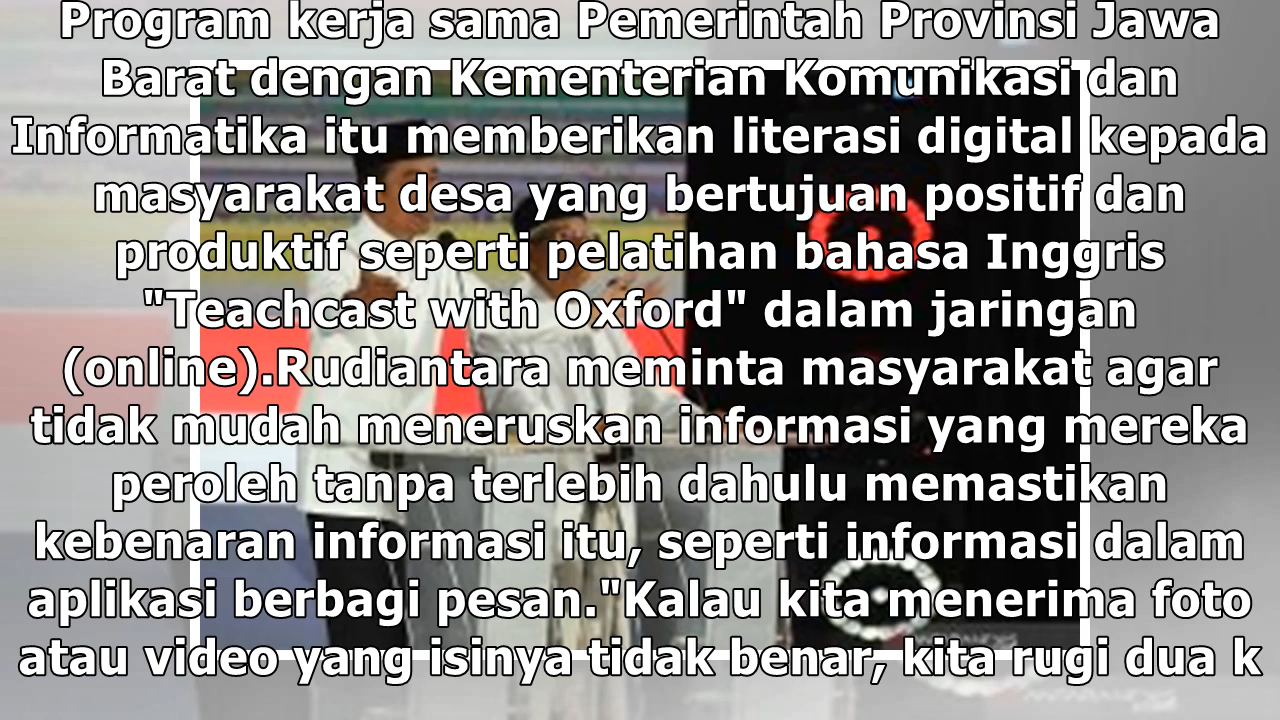 Program kerja sama Pemerintah Provinsi Jawa
Barat dengan Kementerian Komunikasi dan
Informatika itu memberikan literasi digital kepada
masyarakat desa yang bertujuan positif dan
produktif seperti pelatihan bahasa Inggris
"Teachcast with Oxford" dalam jaringan
(online).Rudiantara meminta masyarakat agar
tidak mudah meneruskan informasi yang mereka
peroleh tanpa terlebih dahulu memastikan
kebenaran informasi itu, seperti informasi dalam
aplikasi berbagi pesan."Kalau kita menerima foto
atau video yang isinya tidak benar, kita rugi dua k